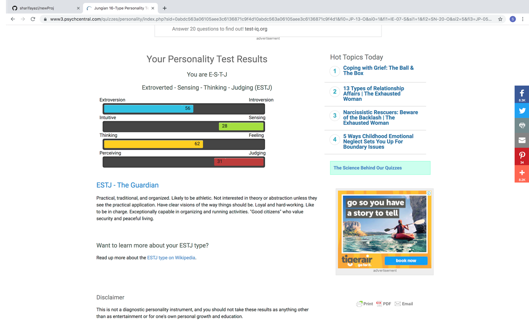 sharifayaz/newProj
Jungian 16-Type Personality T
www3.psychcentral.com/quizzes/personality/index.php
Answer 20 questions to find out! test-iq.org
advertisement
Your Personality Test Results
You are E-S-T-J
Extroverted - Sensing - Thinking - Judging (ESTJ)
Extroversion Introversion
56
Intuitive Sensing
28
Thinking Feeling
62
Perceiving Judging
31
ESTJ - The Guardian
Practical, traditional, and organized. Likely to be athletic. Not interested in theory or abstraction unless they
see the practical application. Have clear visions of the way things should be. Loyal and hard-working. Like
to be in charge. Exceptionally capable in organizing and running activities. "Good citizens" who value
security and peaceful living.
Want to learn more about your ESTJ type?
Read more about the ESTJ type on Wikipedia.
Disclaimer
This is not a diagnostic personality instrument, and you should not take these results as anything other
than as entertainment or for one's own personal growth and education.
Hot Topics Today
1 Coping with Grief: The Ball &
The Box
2 13 Types of Relationship
Affairs | The Exhausted
Woman
3 Narcissistic Rescuers: Beware
of the Backlash | The
Exhausted Woman
4 5 Ways Childhood Emotional
Neglect Sets You Up For
Boundary Issues
The Science Behind Our Quizzes
go so you have
a story to tell
tigerair
book now
advertisement
Print PDF Email